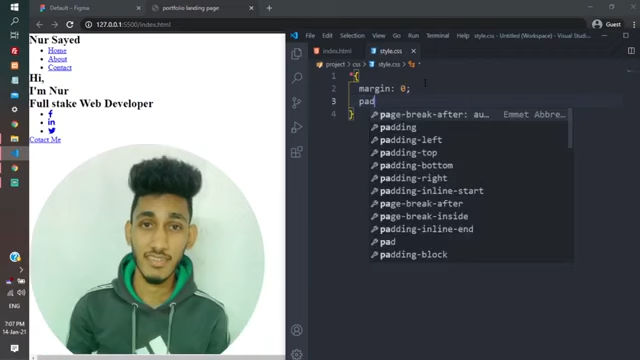 Default – Figma
portfolio landing page
127.0.0.1:5500/index.html
Guest
Nur Sayed
Home
About
Contact
Hi,
I'm Nur
Full stake Web Developer
Cotact Me
File Edit Selection View Go Run Terminal
style.css - Untitled (Workspace) - Visual Studio...
index.html
style.css
project > css > style.css > *
1 *{
2 margin: 0;
3 pad
4 }
page-break-after: au... Emmet Abbre...
padding
padding-left
padding-top
padding-bottom
padding-right
padding-inline-start
page-break-after
page-break-inside
padding-inline-end
pad
padding-block
ENG
7:07 PM
14-Jan-21